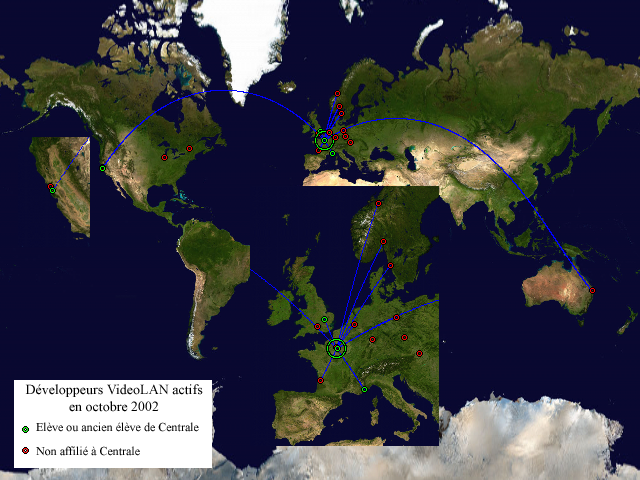 Développeurs VideoLAN actifs
en octobre 2002
Elève ou ancien élève de Centrale
Non affilié à Centrale